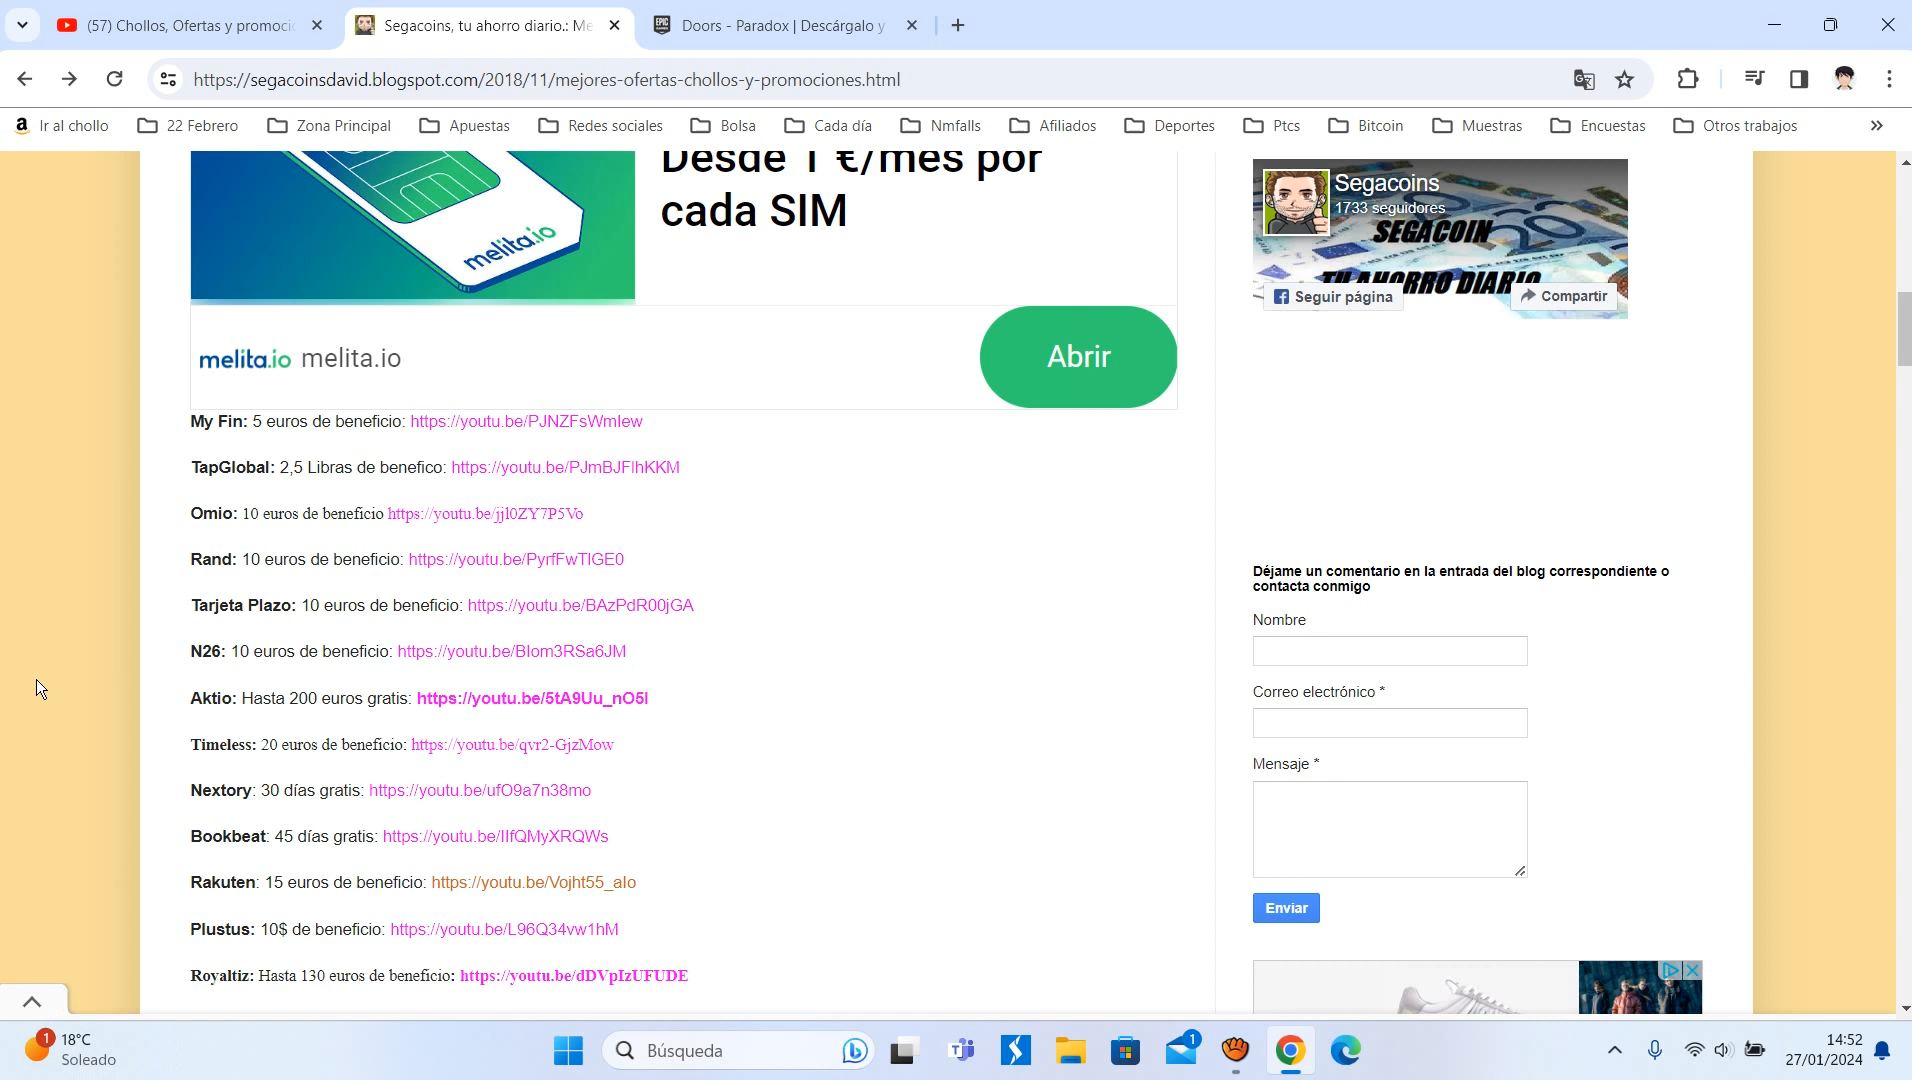 (57) Chollos, Ofertas y promoci
Segacoins, tu ahorro diario.: Me
Doors - Paradox | Descárgalo y
https://segacoinsdavid.blogspot.com/2018/11/mejores-ofertas-chollos-y-promociones.html
Ir al chollo
22 Febrero
Zona Principal
Apuestas
Redes sociales
Bolsa
Cada día
Nmfalls
Afiliados
Deportes
Ptcs
Bitcoin
Muestras
Encuestas
Otros trabajos
Desde 1 €/mes por
cada SIM
melita.io
melita.io melita.io
Abrir
My Fin: 5 euros de beneficio: https://youtu.be/PJNZFsWmlew
TapGlobal: 2,5 Libras de benefico: https://youtu.be/PJmBJFlhKKM
Omio: 10 euros de beneficio https://youtu.be/jjl0ZY7P5Vo
Rand: 10 euros de beneficio: https://youtu.be/PyrfFwTlGE0
Tarjeta Plazo: 10 euros de beneficio: https://youtu.be/BAzPdR00jGA
N26: 10 euros de beneficio: https://youtu.be/Blom3RSa6JM
Aktio: Hasta 200 euros gratis: https://youtu.be/5tA9Uu_nO5I
Timeless: 20 euros de beneficio: https://youtu.be/qvr2-GjzMow
Nextory: 30 días gratis: https://youtu.be/ufO9a7n38mo
Bookbeat: 45 días gratis: https://youtu.be/IlfQMyXRQWs
Rakuten: 15 euros de beneficio: https://youtu.be/Vojht55_alo
Plustus: 10$ de beneficio: https://youtu.be/L96Q34vw1hM
Royaltiz: Hasta 130 euros de beneficio: https://youtu.be/dDVpIzUFUDE
Segacoins
1733 seguidores
SEGACOIN
TU AHORRO DIARIO
Seguir página
Compartir
Déjame un comentario en la entrada del blog correspondiente o
contacta conmigo
Nombre
Correo electrónico *
Mensaje *
Enviar
1
18°C
Soleado
Búsqueda
1
14:52
27/01/2024